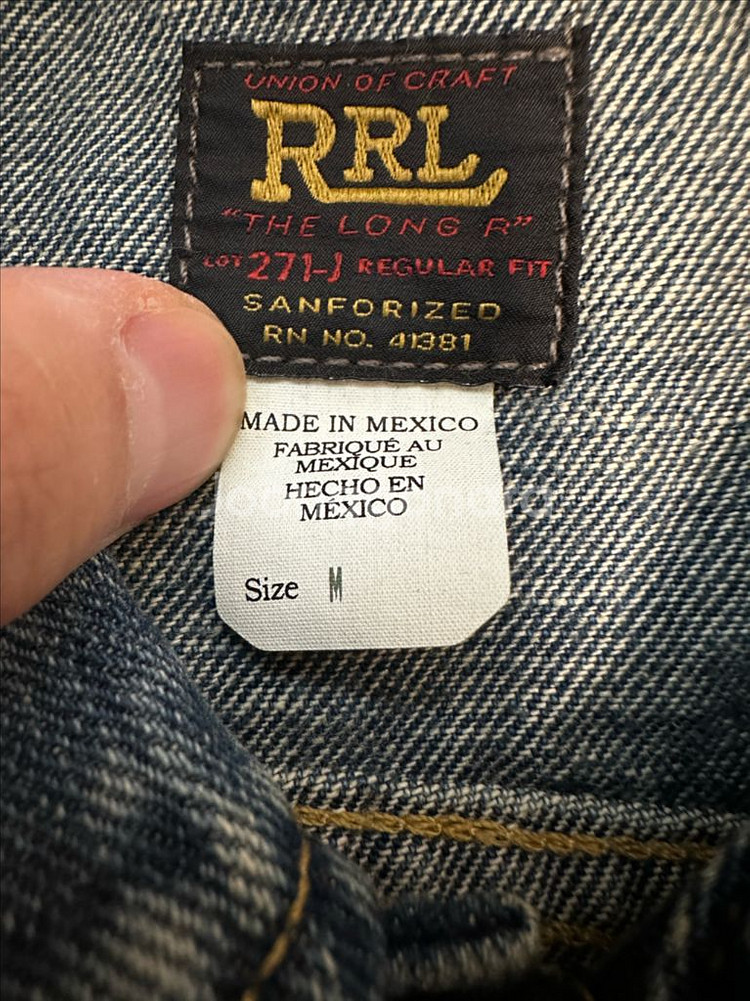 UNION OF CRAFT
RRL
"THE LONG R"
LOT 271-J REGULAR FIT
SANFORIZED
RN NO. 41381
MADE IN MEXICO
FABRIQUÉ AU
MEXIQUE
HECHO EN
MÉXICO
Size M